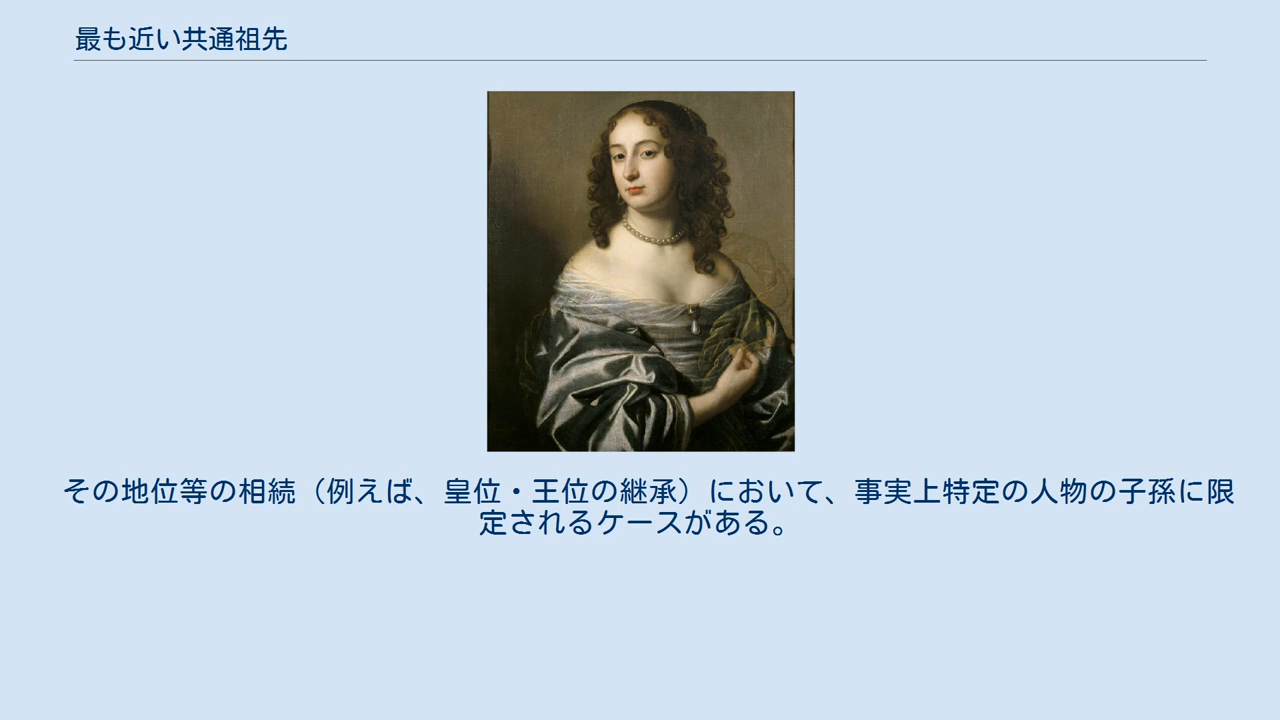 最も近い共通祖先
その地位等の相続（例えば、皇位・王位の継承）において、事実上特定の人物の子孫に限
定されるケースがある。